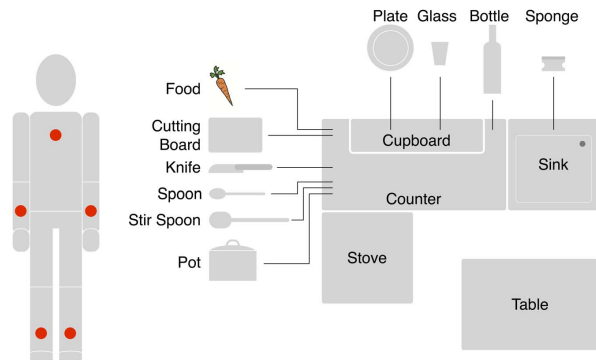 Plate Glass Bottle Sponge
Food
Cutting
Board
Cupboard
Knife
Sink
Spoon
Counter
Stir Spoon
Pot
Stove
Table